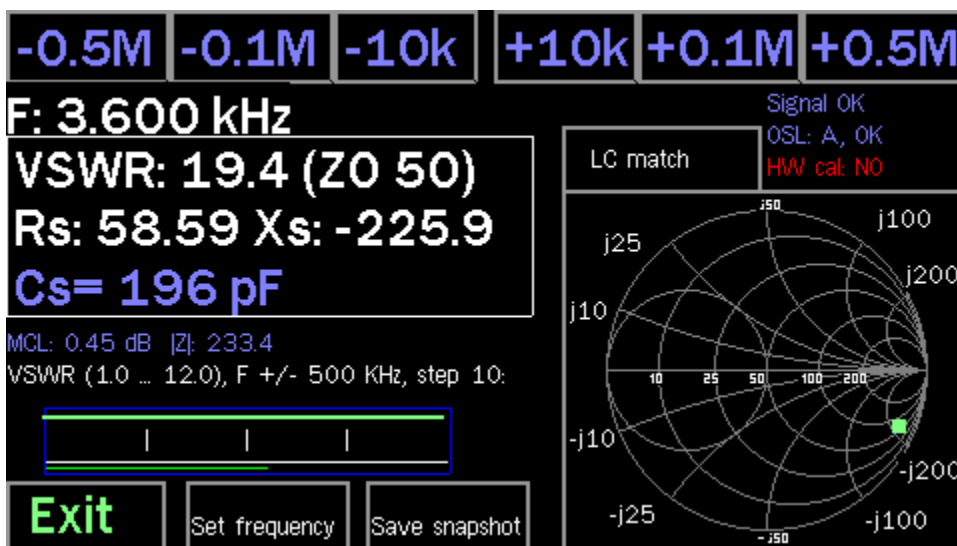 -0.5M -0.1M -10k +10k +0.1M +0.5M
F: 3.600 kHz
Signal OK
OSL: A, OK
HW cal: NO
VSWR: 19.4 (Z0 50)
Rs: 58.59 Xs: -225.9
Cs= 196 pF
LC match
MCL: 0.45 dB |Z|: 233.4
VSWR (1.0 ... 12.0), F +/- 500 KHz, step 10:
j50
j25 j100
j10 j200
10 25 50 100 200
-j10 -j200
-j25 -j100
-j50
Exit Set frequency Save snapshot